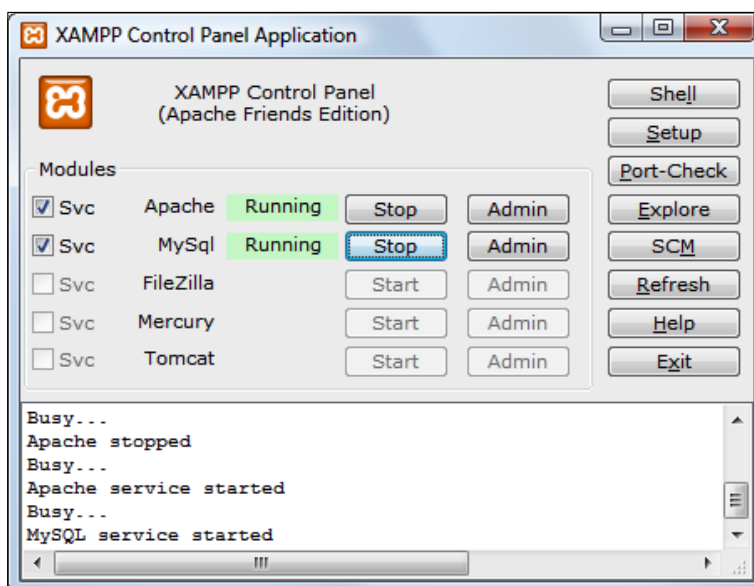 XAMPP Control Panel Application
XAMPP Control Panel
(Apache Friends Edition)
Shell
Setup
Modules
Port-Check
Svc Apache Running Stop Admin
Explore
Svc MySql Running Stop Admin
SCM
Svc FileZilla Start Admin
Refresh
Svc Mercury Start Admin
Help
Svc Tomcat Start Admin
Exit
Busy...
Apache stopped
Busy...
Apache service started
Busy...
MySQL service started